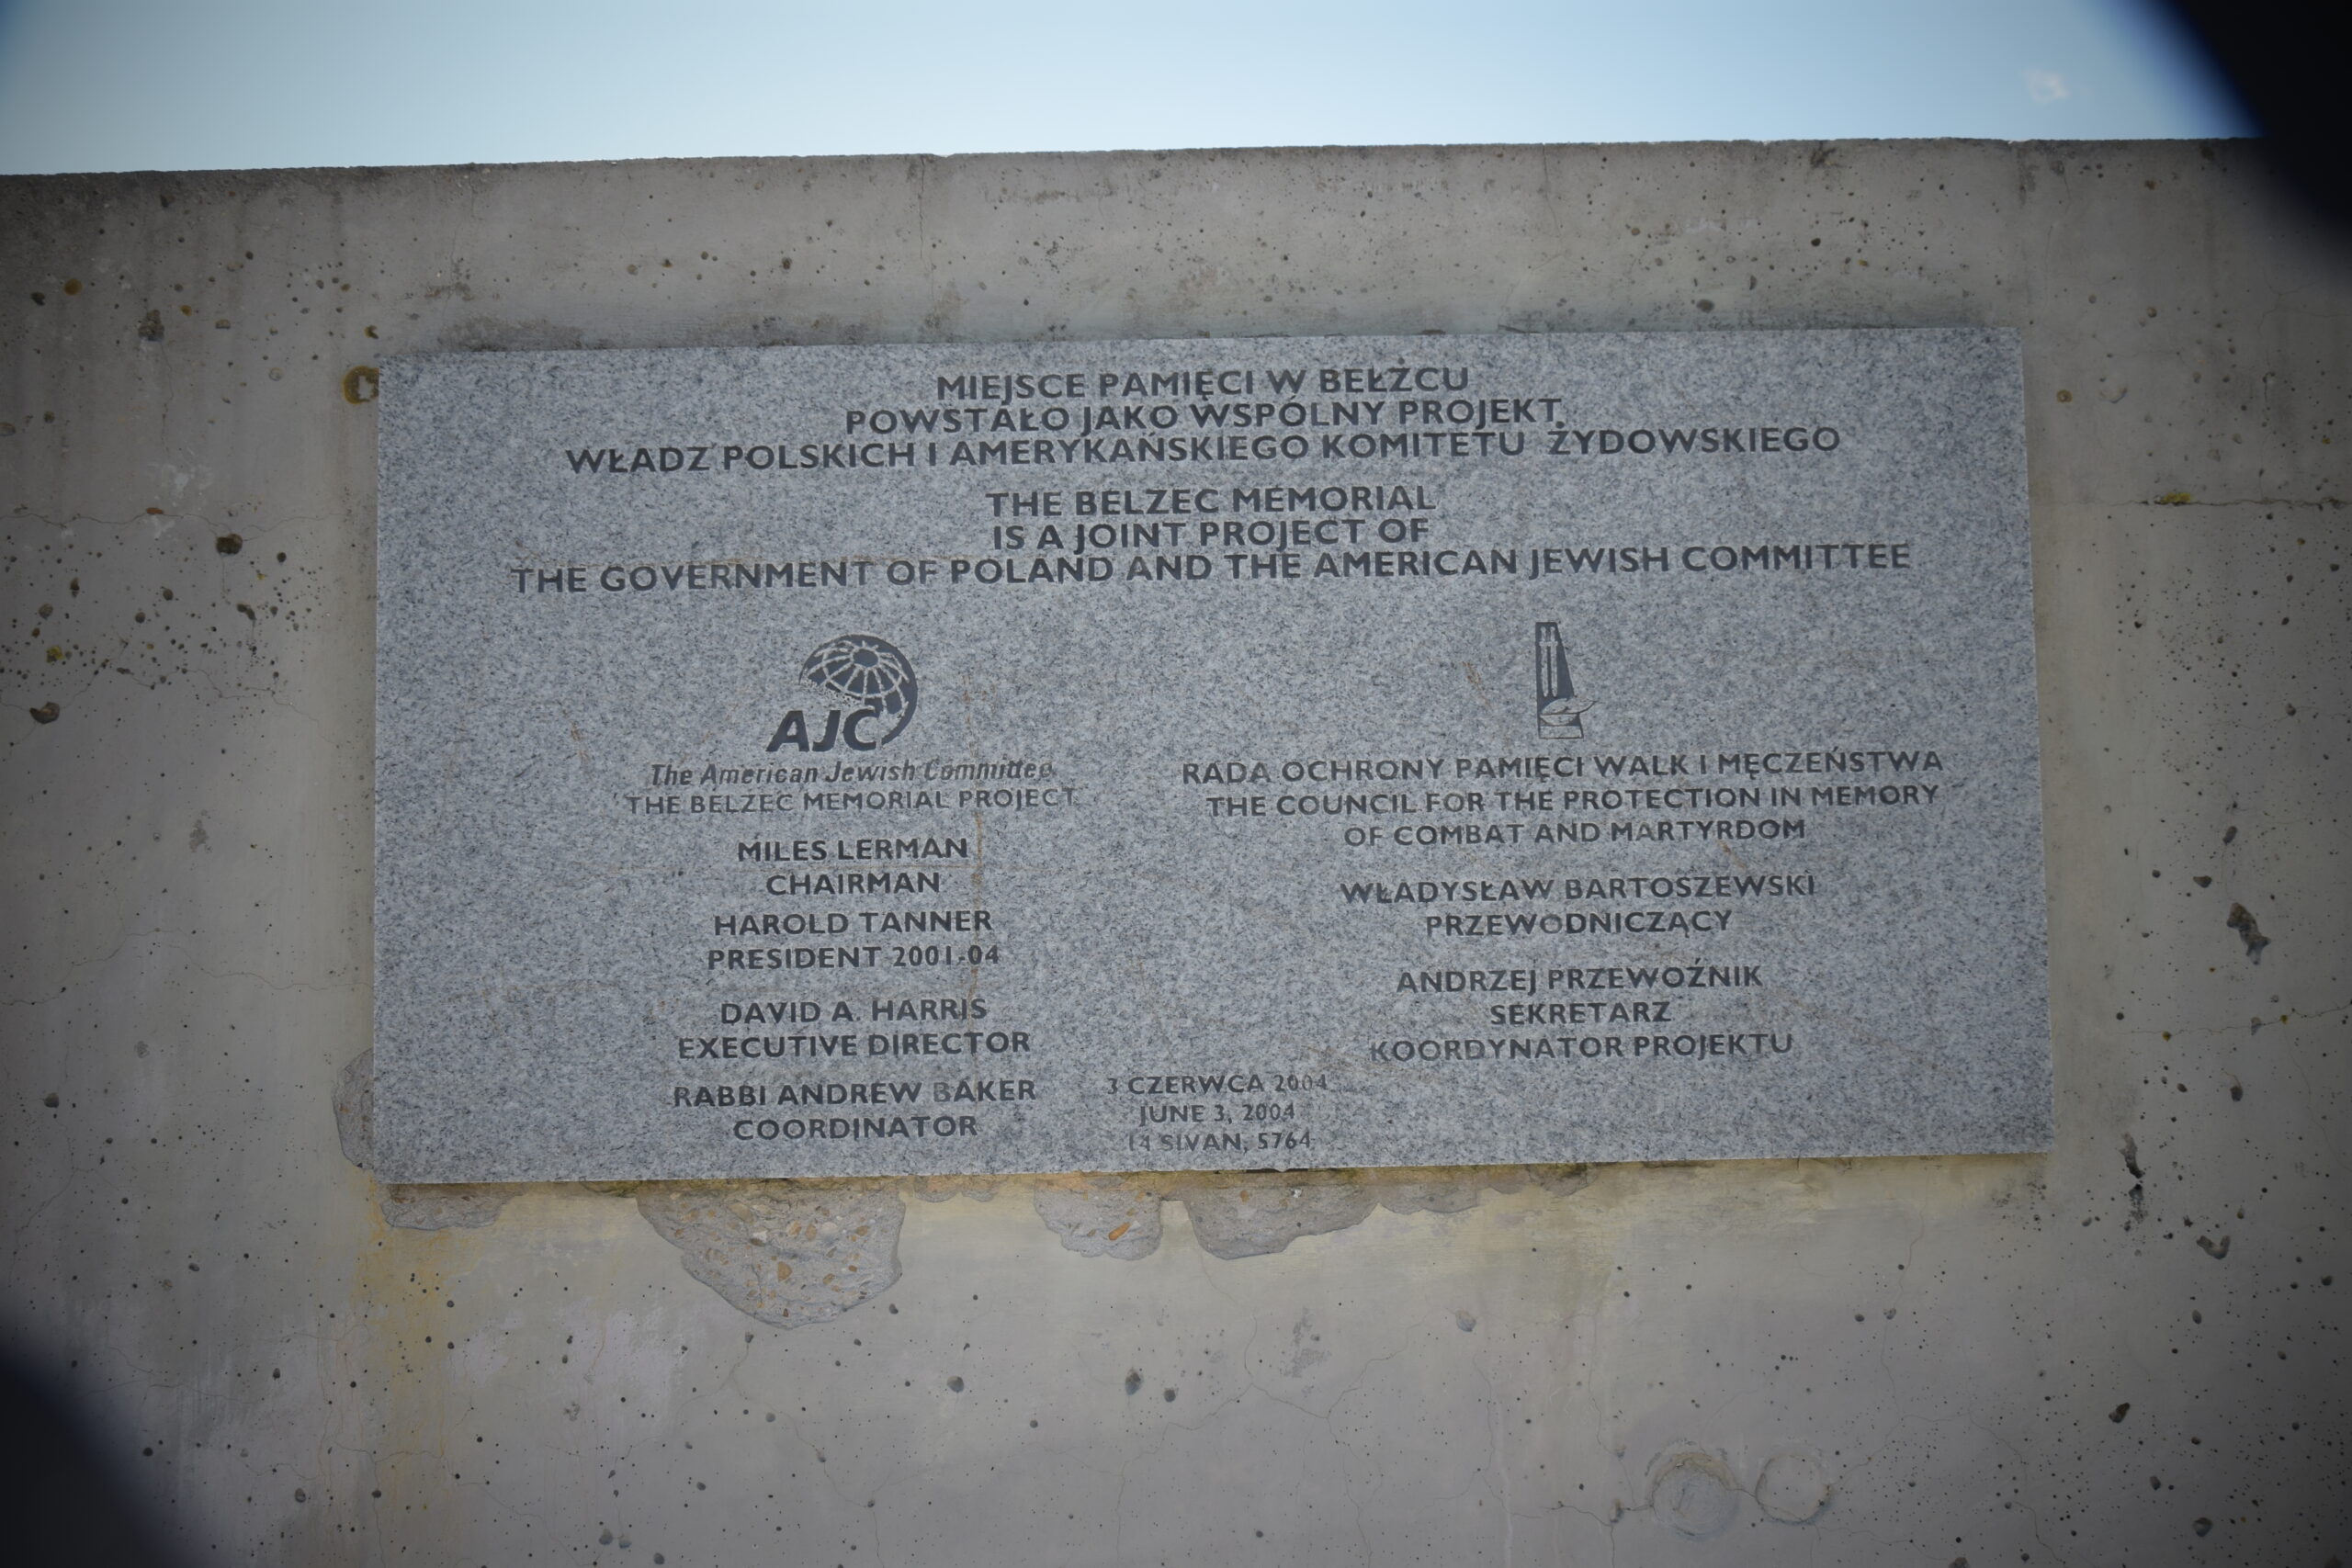 MIEJSCE PAMIĘCI W BEŁŻCU
POWSTAŁO JAKO WSPÓLNY PROJEKT
WŁADZ POLSKICH I AMERYKAŃSKIEGO KOMITETU ŻYDOWSKIEGO
THE BELZEC MEMORIAL
IS A JOINT PROJECT OF
THE GOVERNMENT OF POLAND AND THE AMERICAN JEWISH COMMITTEE
AJC
The American Jewish Committee
THE BELZEC MEMORIAL PROJECT
MILES LERMAN
CHAIRMAN
HAROLD TANNER
PRESIDENT 2001-04
DAVID A. HARRIS
EXECUTIVE DIRECTOR
RABBI ANDREW BAKER
COORDINATOR
RADA OCHRONY PAMIĘCI WALK I MĘCZEŃSTWA
THE COUNCIL FOR THE PROTECTION IN MEMORY
OF COMBAT AND MARTYRDOM
WŁADYSŁAW BARTOSZEWSKI
PRZEWODNICZĄCY
ANDRZEJ PRZEWOŹNIK
SEKRETARZ
KOORDYNATOR PROJEKTU
3 CZERWCA 2004
JUNE 3, 2004
14 SIVAN, 5764